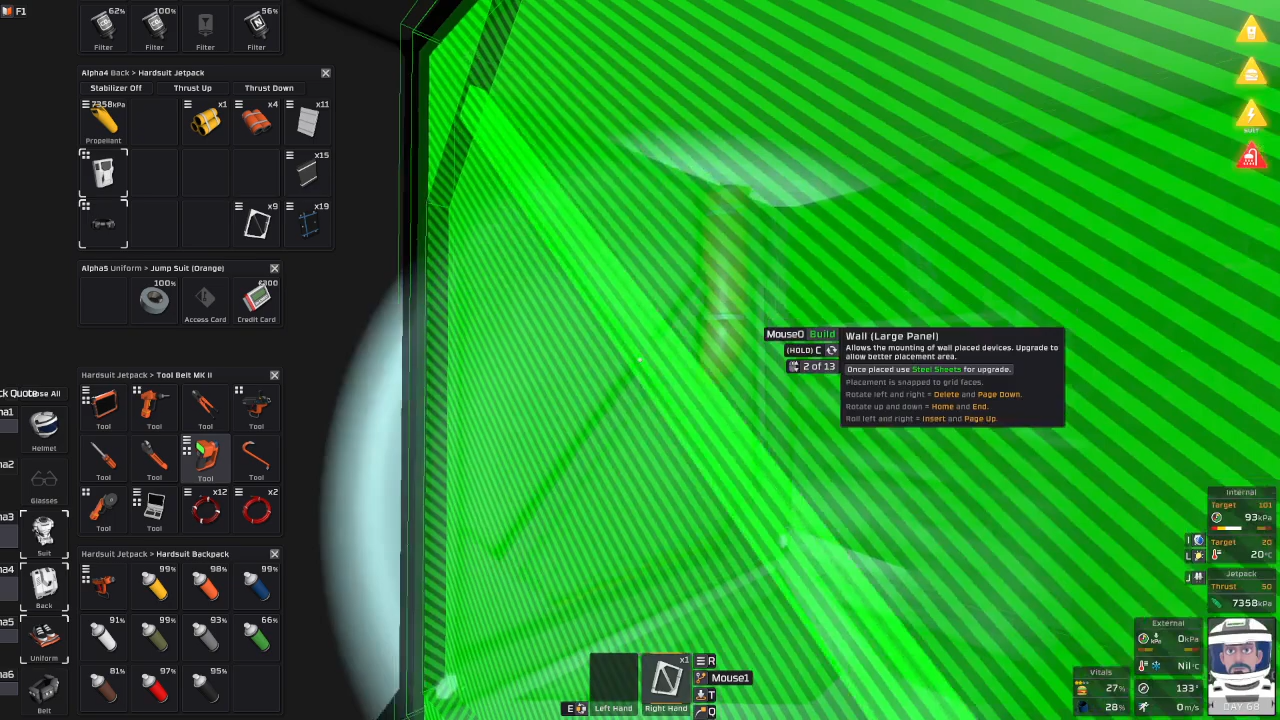 F1
62%
100%
56%
Filter
Filter
Filter
Filter
Alpha4 Back > Hardsuit Jetpack
Stabilizer Off
Thrust Up
Thrust Down
7358kPa
x1
x4
x11
Propellant
x15
x9
x19
Alpha5 Uniform > Jump Suit (Orange)
100%
Access Card
Credit Card
Hardsuit Jetpack > Tool Belt MK II
Tool
Tool
Tool
Tool
Tool
Tool
Tool
Tool
x12
x2
Tool
Tool
Tool
Tool
Hardsuit Jetpack > Hardsuit Backpack
99%
98%
99%
91%
99%
93%
66%
81%
97%
95%
Helmet
Glasses
Suit
Back
Uniform
Belt
Mouse0 Build
(HOLD) C
2 of 13
Wall (Large Panel)
Allows the mounting of wall placed devices. Upgrade to
allow better placement area.
Once placed use Steel Sheets for upgrade.
Placement is snapped to grid faces.
Rotate left and right = Delete and Page Down.
Rotate up and down = Home and End.
Roll left and right = Insert and Page Up.
E
Left Hand
x1
Right Hand
R
Mouse1
T
Q
SUIT
Internal
Target 101
93kPa
Target 20
20°C
I
L
J
Jetpack
Thrust 50
7358kPa
External
0kPa
Nil°C
133°
0m/s
Vitals
27%
28%
DAY 68